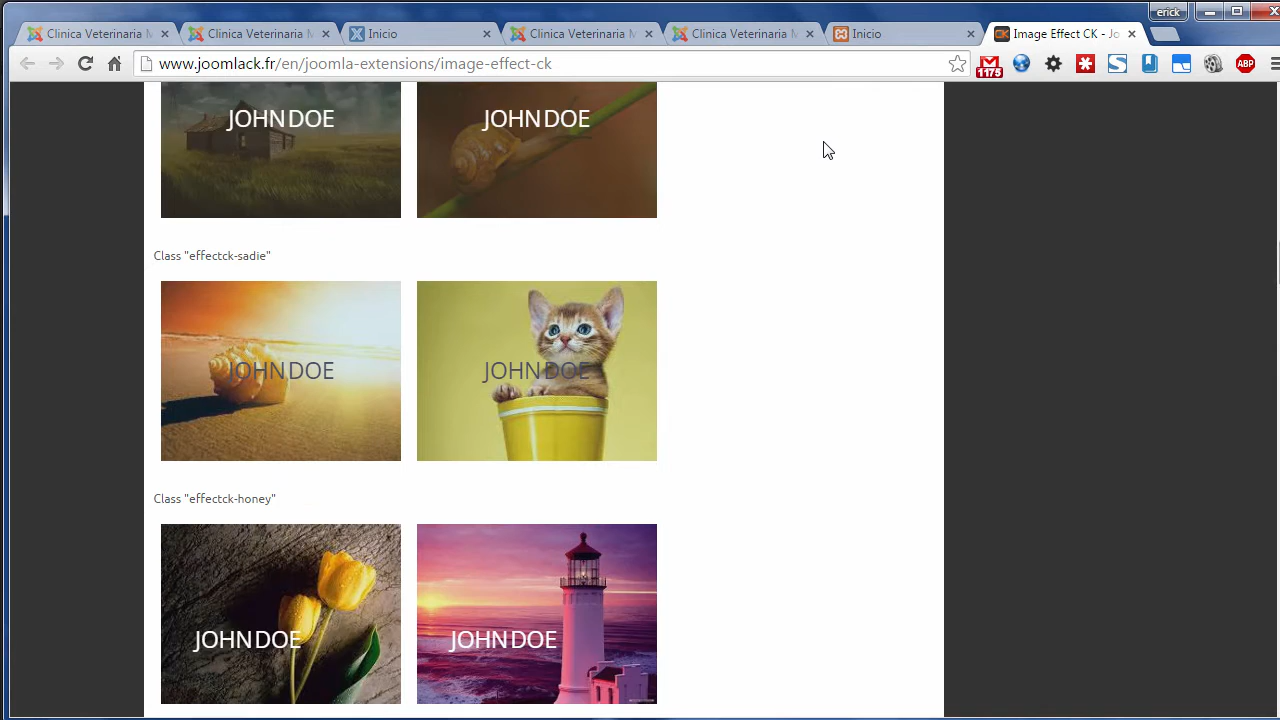 erick
Clinica Veterinaria M
Clinica Veterinaria M
Inicio
Clinica Veterinaria M
Clinica Veterinaria M
Inicio
Image Effect CK - Jo
www.joomlack.fr/en/joomla-extensions/image-effect-ck
1175
ABP
JOHN DOE
JOHN DOE
Class "effectck-sadie"
JOHN DOE
JOHN DOE
Class "effectck-honey"
JOHN DOE
JOHN DOE